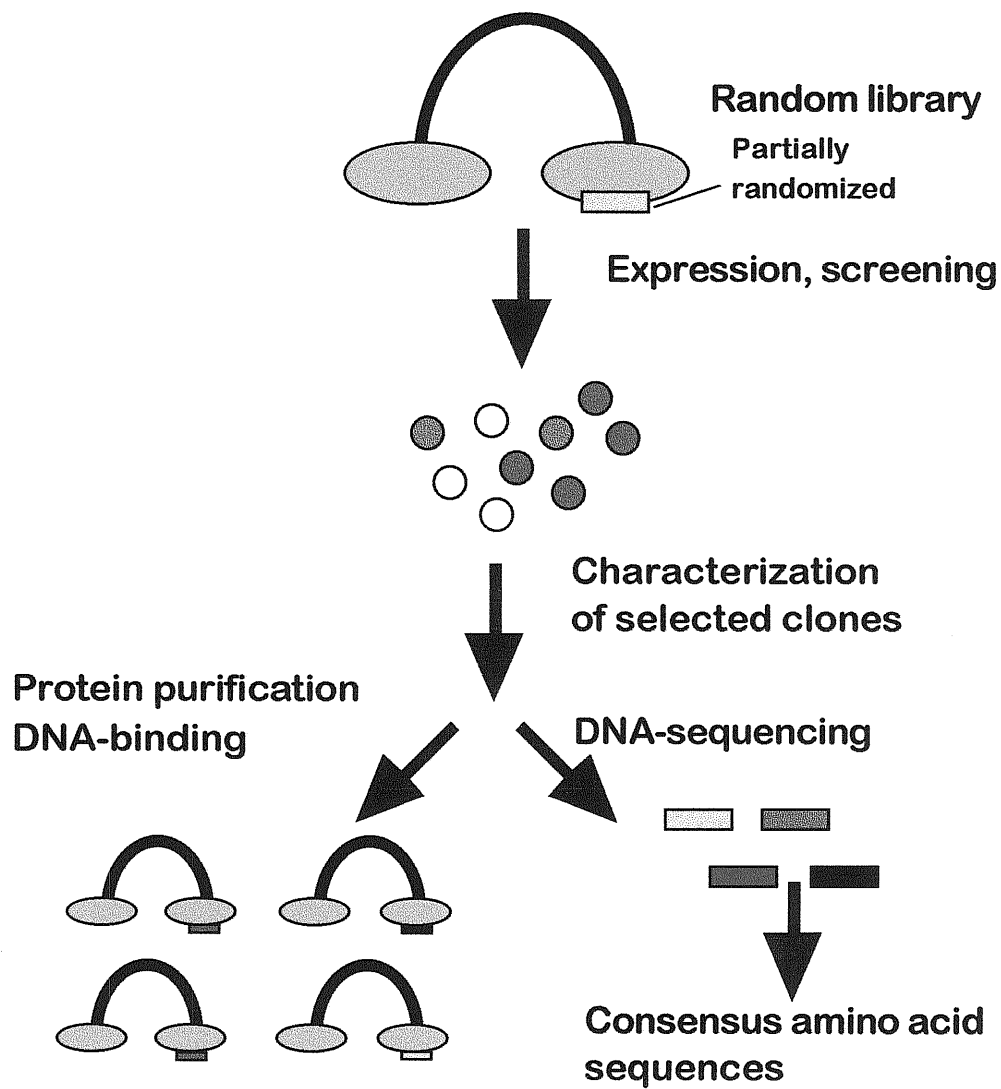 Random library
Partially
randomized
Expression, screening
Characterization
of selected clones
Protein purification
DNA-binding
DNA-sequencing
Consensus amino acid
sequences